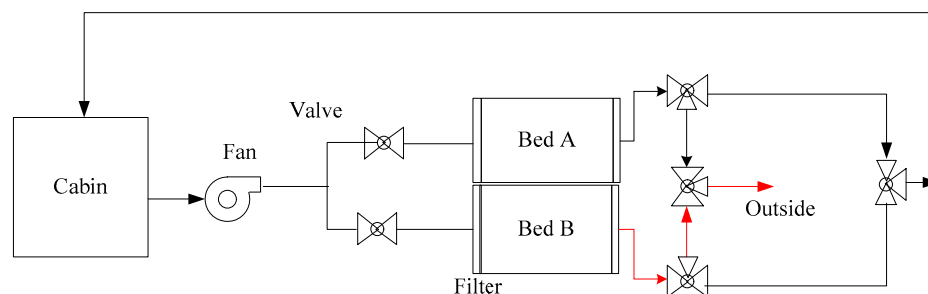 Valve
Fan
Bed A
Cabin
Bed B
Outside
Filter